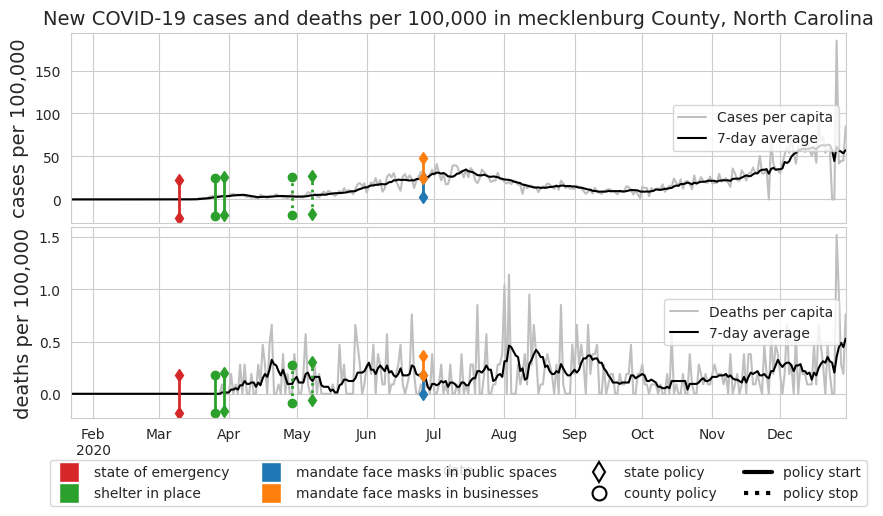 New COVID-19 cases and deaths per 100,000 in mecklenburg County, North Carolina
cases per 100,000
150
100
50
0
Cases per capita
7-day average
deaths per 100,000
1.5
1.0
0.5
0.0
Deaths per capita
7-day average
Feb Mar Apr May Jun Jul Aug Sep Oct Nov Dec
2020
state of emergency
shelter in place
mandate face masks in public spaces
mandate face masks in businesses
state policy
county policy
policy start
policy stop